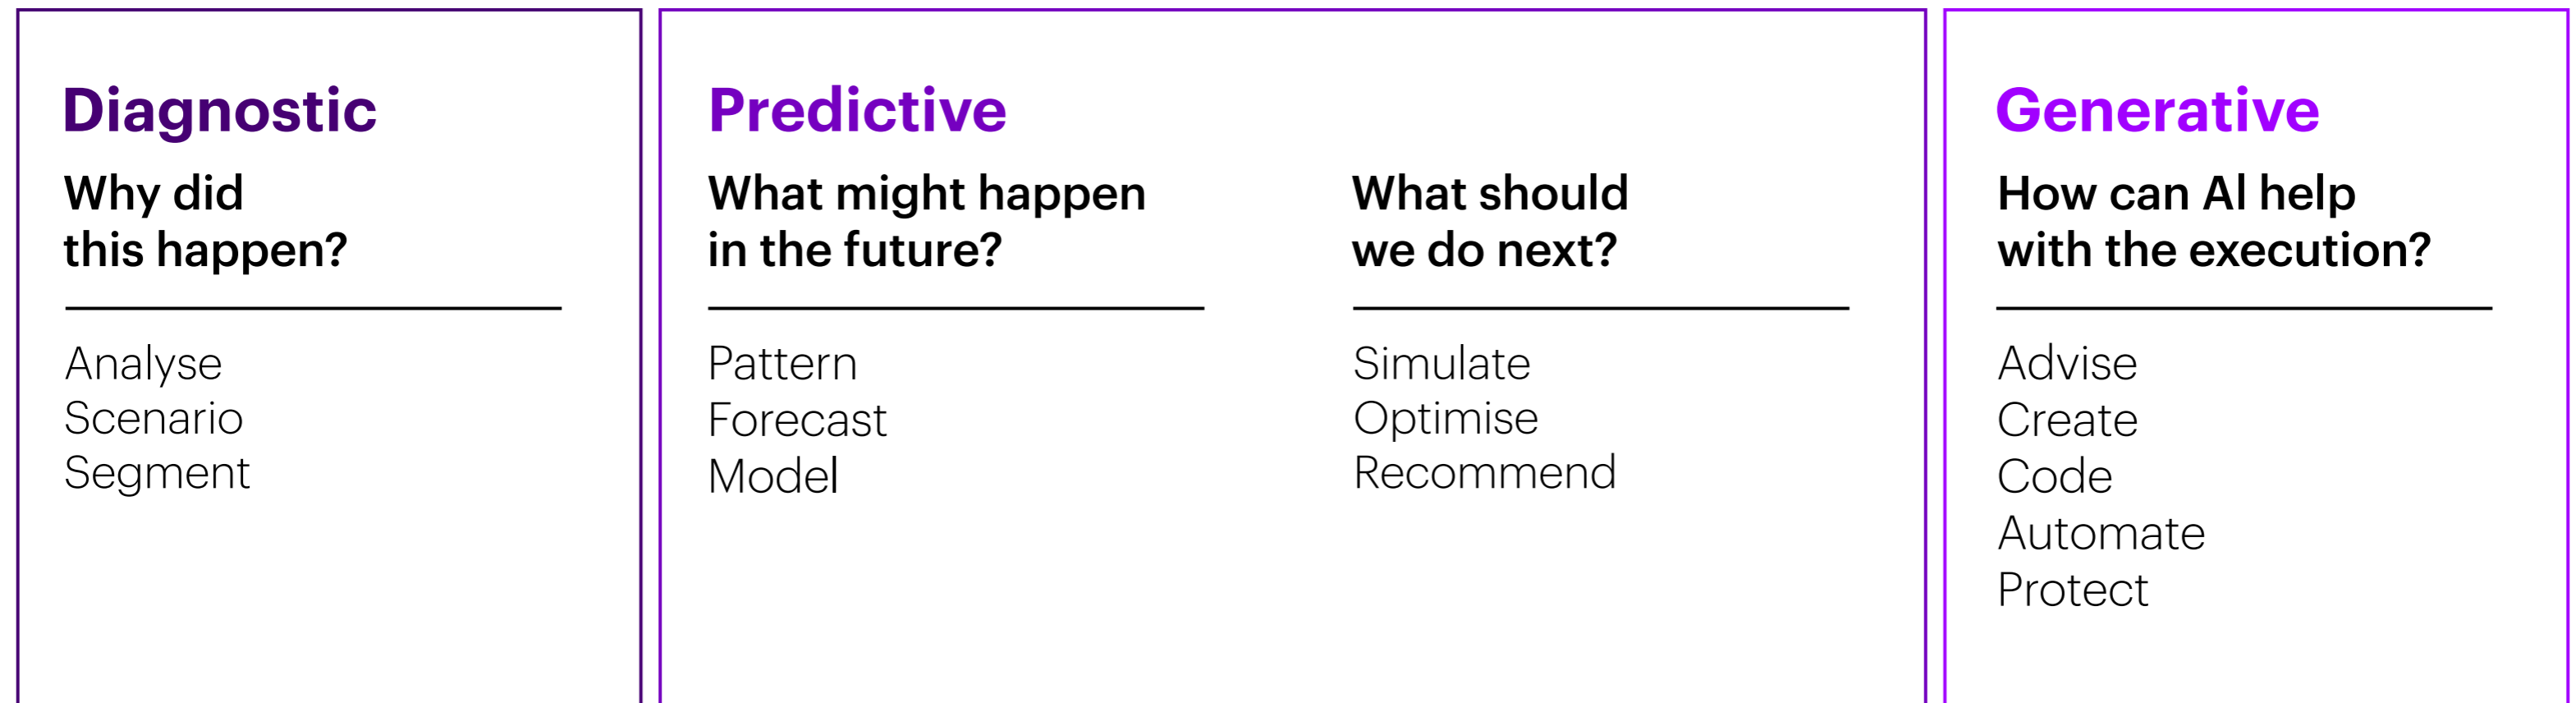 Diagnostic
Why did
this happen?
Analyse
Scenario
Segment
Predictive
What might happen
in the future?
Pattern
Forecast
Model
What should
we do next?
Simulate
Optimise
Recommend
Generative
How can AI help
with the execution?
Advise
Create
Code
Automate
Protect